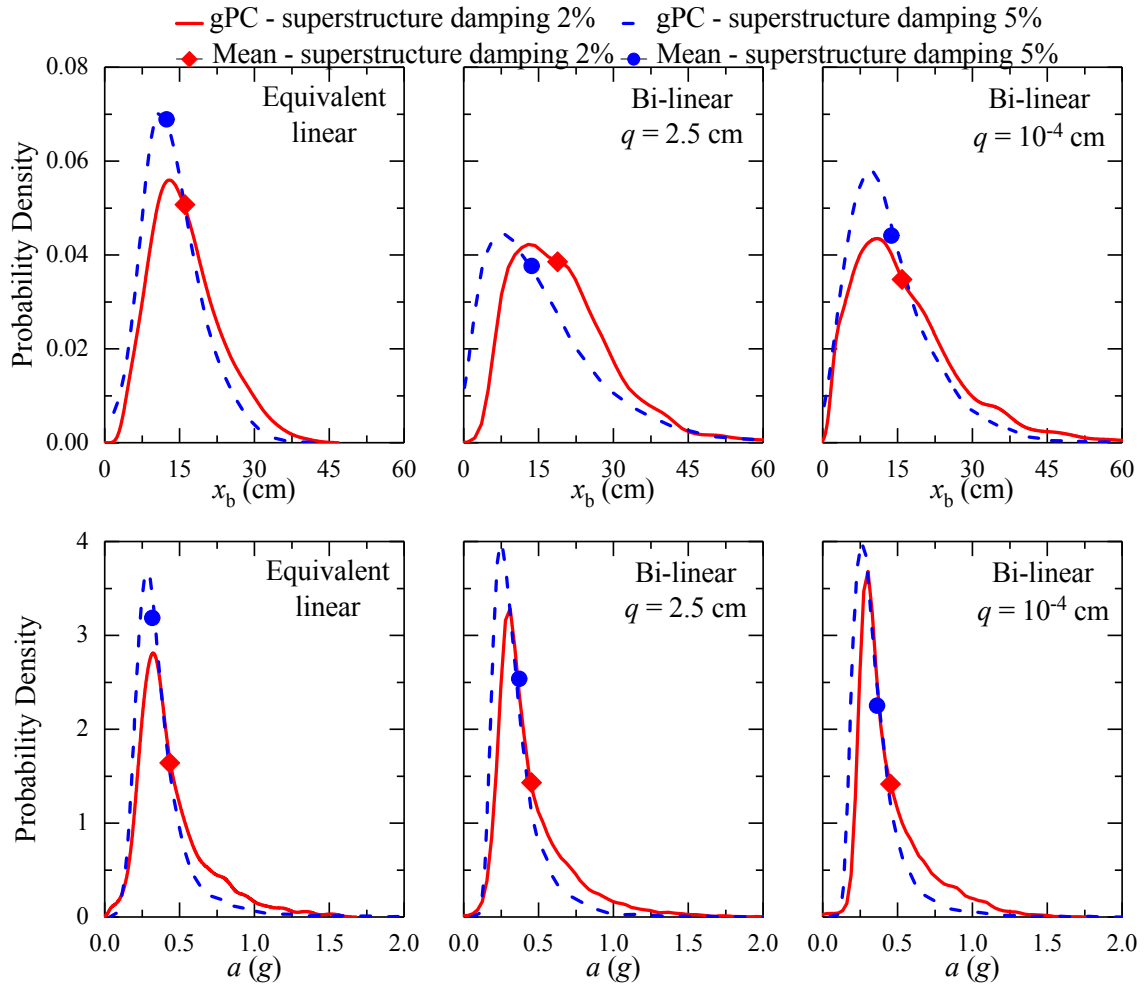 gPC - superstructure damping 2% gPC - superstructure damping 5%
Mean - superstructure damping 2% Mean - superstructure damping 5%
0.08
0.06
0.04
0.02
0.00
Probability Density
Equivalent
linear
0 15 30 45 60
x_b (cm)
Bi-linear
q = 2.5 cm
0 15 30 45 60
x_b (cm)
Bi-linear
q = 10^-4 cm
0 15 30 45 60
x_b (cm)
4
3
2
1
0
Probability Density
Equivalent
linear
0.0 0.5 1.0 1.5 2.0
a (g)
Bi-linear
q = 2.5 cm
0.0 0.5 1.0 1.5 2.0
a (g)
Bi-linear
q = 10^-4 cm
0.0 0.5 1.0 1.5 2.0
a (g)